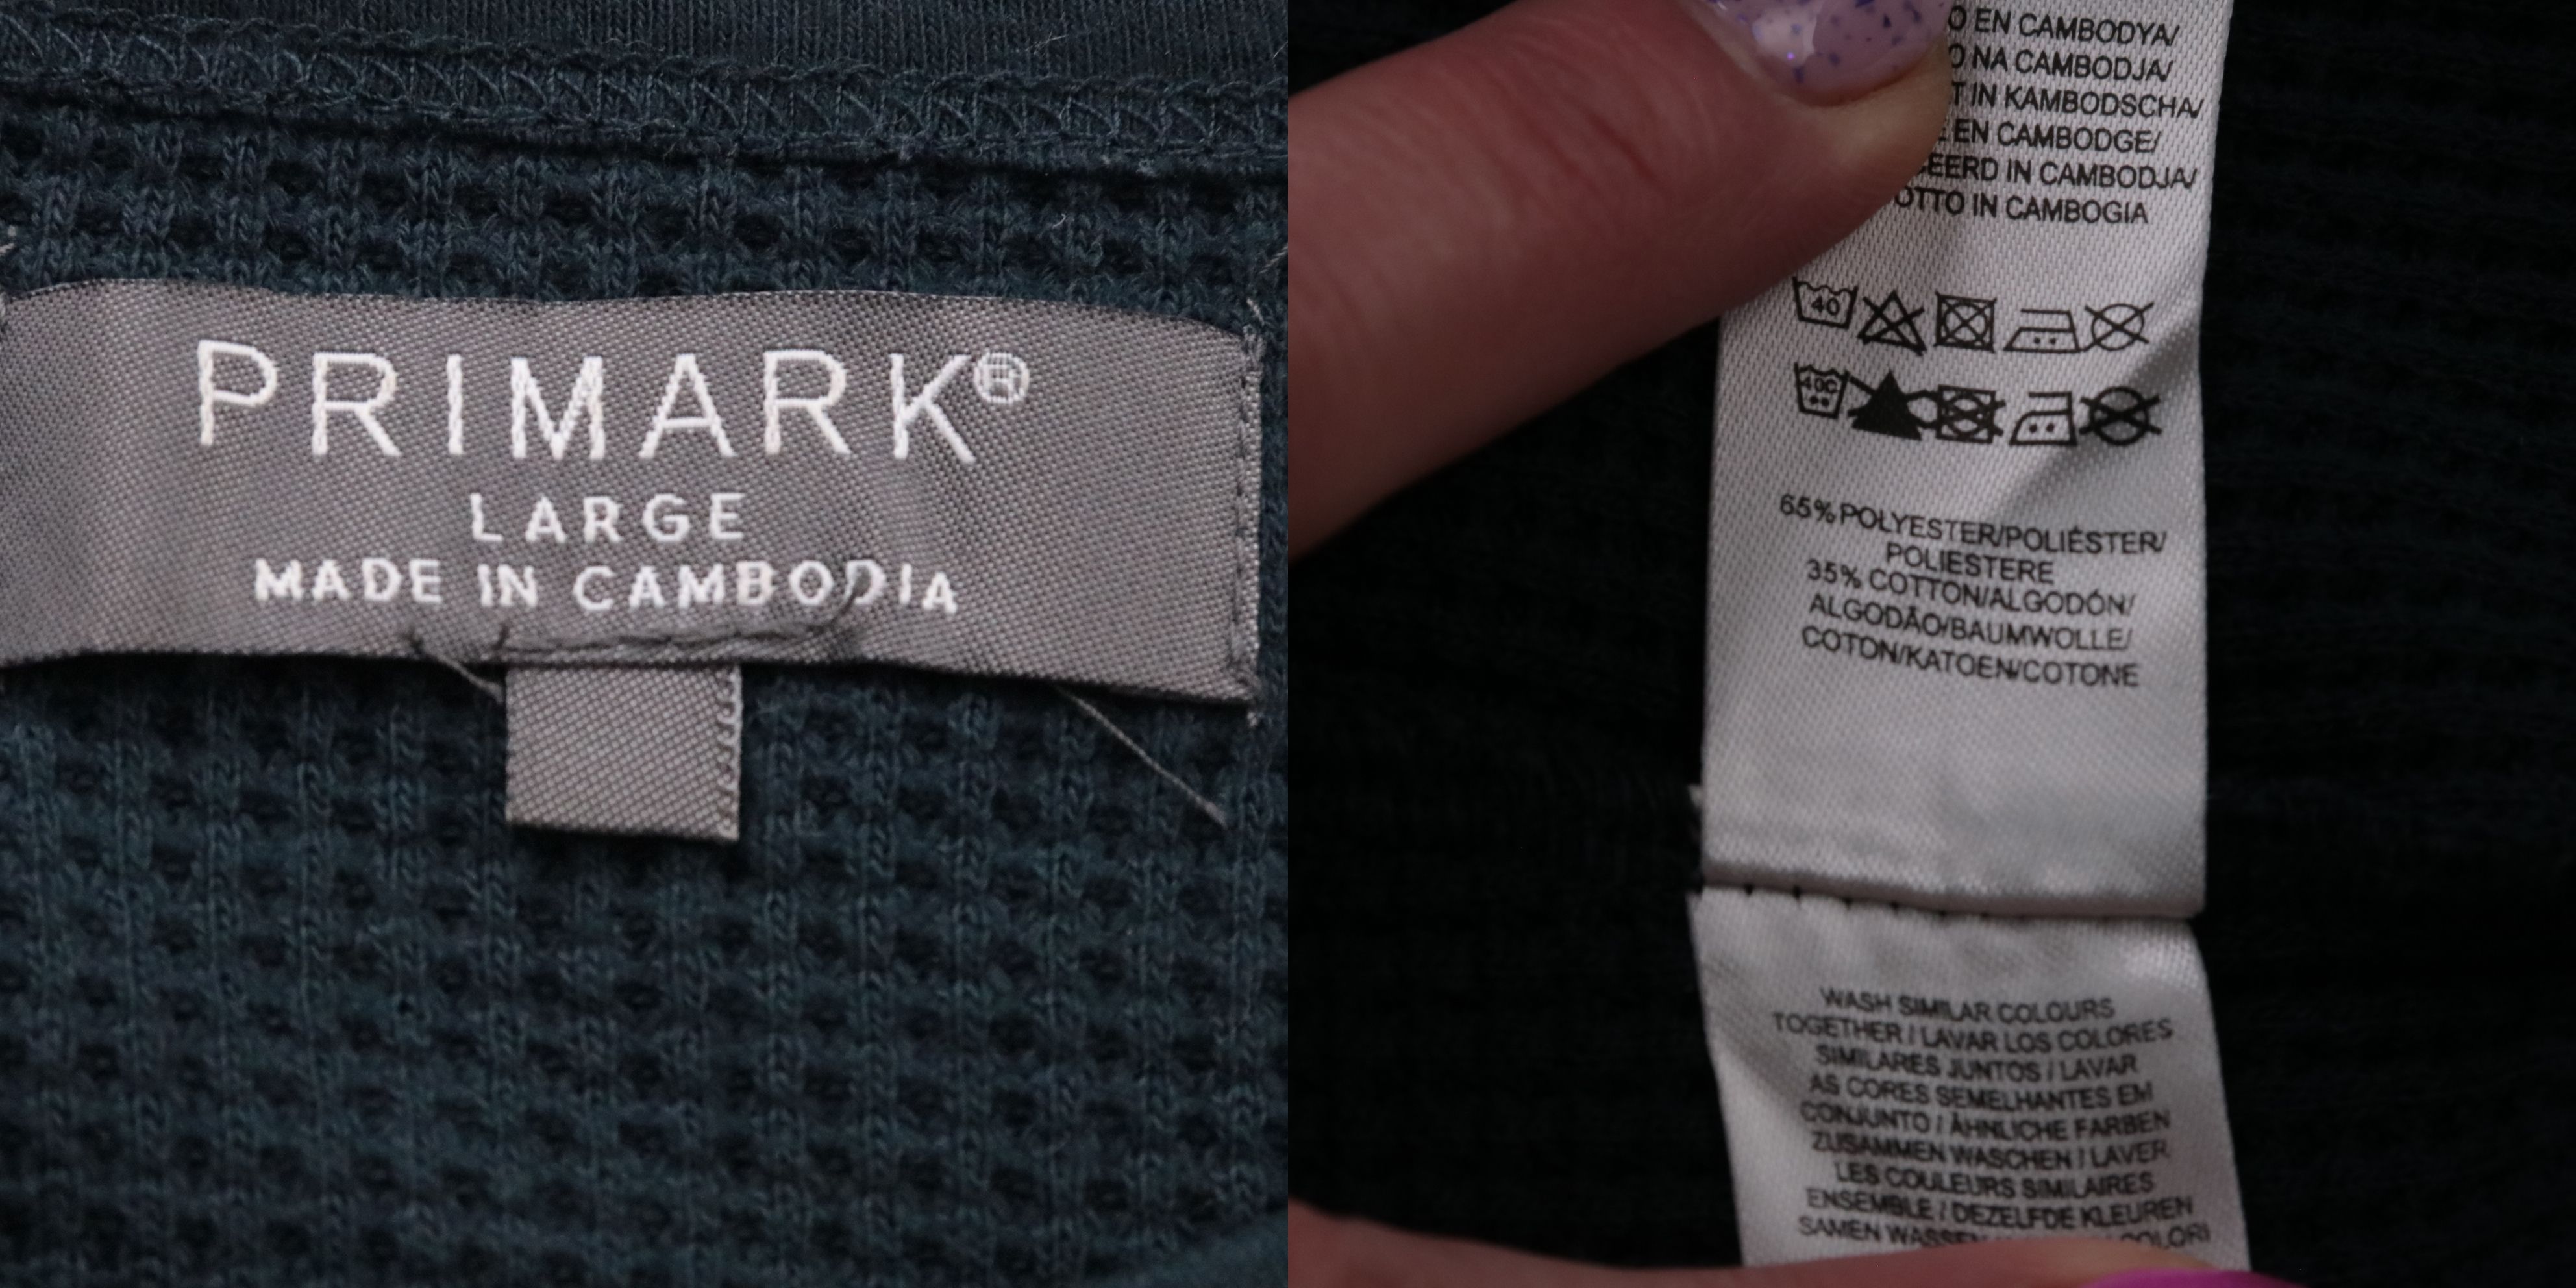 PRIMARK®
LARGE
MADE IN CAMBODIA
EN CAMBODYA/
NA CAMBODJA/
IN KAMBODSCHA/
EN CAMBODGE/
IN CAMBODJA/
IN CAMBOGIA
40
40C
65% POLYESTER/POLIÉSTER/
POLIESTERE
35% COTTON/ALGODÓN/
ALGODÃO/BAUMWOLLE/
COTON/KATOEN/COTONE
WASH SIMILAR COLOURS
TOGETHER / LAVAR LOS COLORES
SIMILARES JUNTOS / LAVAR
AS CORES SEMELHANTES EM
CONJUNTO / ÄHNLICHE FARBEN
ZUSAMMEN WASCHEN / LAVER
LES COULEURS SIMILAIRES
ENSEMBLE / DEZELFDE KLEUREN
SAMEN